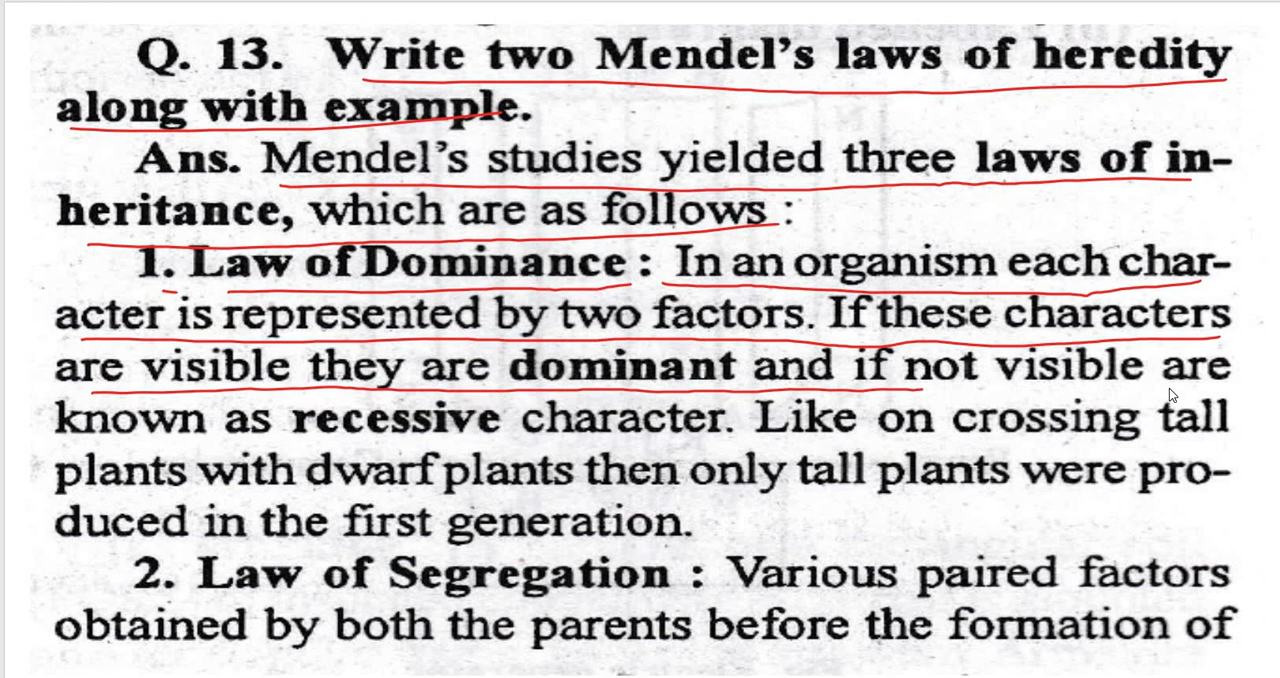 Q. 13. Write two Mendel's laws of heredity
along with example.
Ans. Mendel's studies yielded three laws of in-
heritance, which are as follows :
1. Law of Dominance : In an organism each char-
acter is represented by two factors. If these characters
are visible they are dominant and if not visible are
known as recessive character. Like on crossing tall
plants with dwarf plants then only tall plants were pro-
duced in the first generation.
2. Law of Segregation : Various paired factors
obtained by both the parents before the formation of